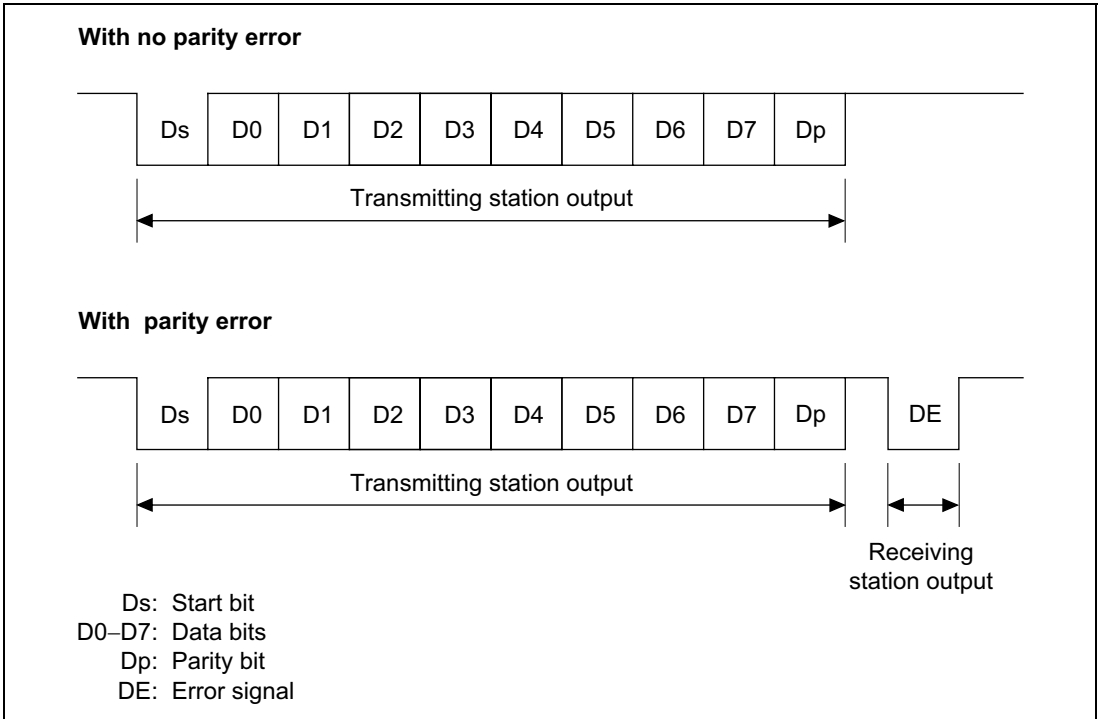 With no parity error
Ds D0 D1 D2 D3 D4 D5 D6 D7 Dp
Transmitting station output
With parity error
Ds D0 D1 D2 D3 D4 D5 D6 D7 Dp DE
Transmitting station output
Receiving
station output
Ds: Start bit
D0–D7: Data bits
Dp: Parity bit
DE: Error signal